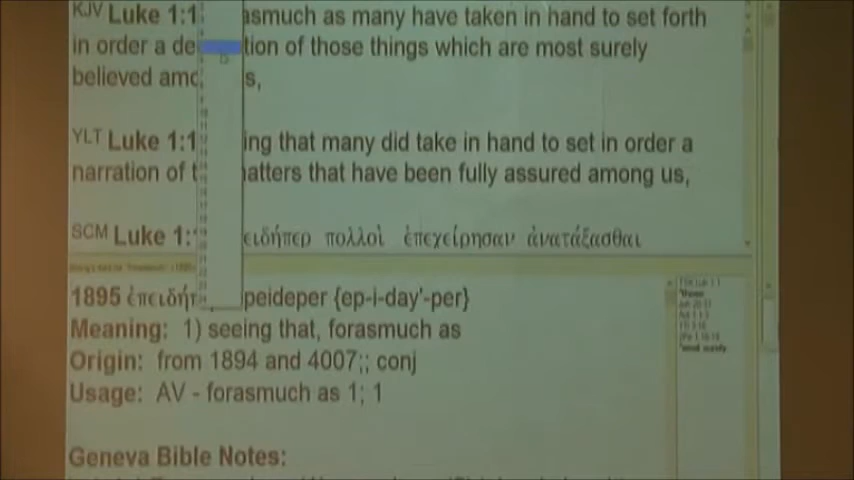 KJV Luke 1:1 asmuch as many have taken in hand to set forth
in order a de tion of those things which are most surely
believed amo s,
YLT Luke 1:1 ing that many did take in hand to set in order a
narration of t atters that have been fully assured among us,
SCM Luke 1: ειδήπερ πολλοὶ ἐπεχείρησαν ἀνατάξασθαι
1895 ἐπειδή peideper {ep-i-day'-per}
Meaning: 1) seeing that, forasmuch as
Origin: from 1894 and 4007;; conj
Usage: AV - forasmuch as 1; 1
Geneva Bible Notes: